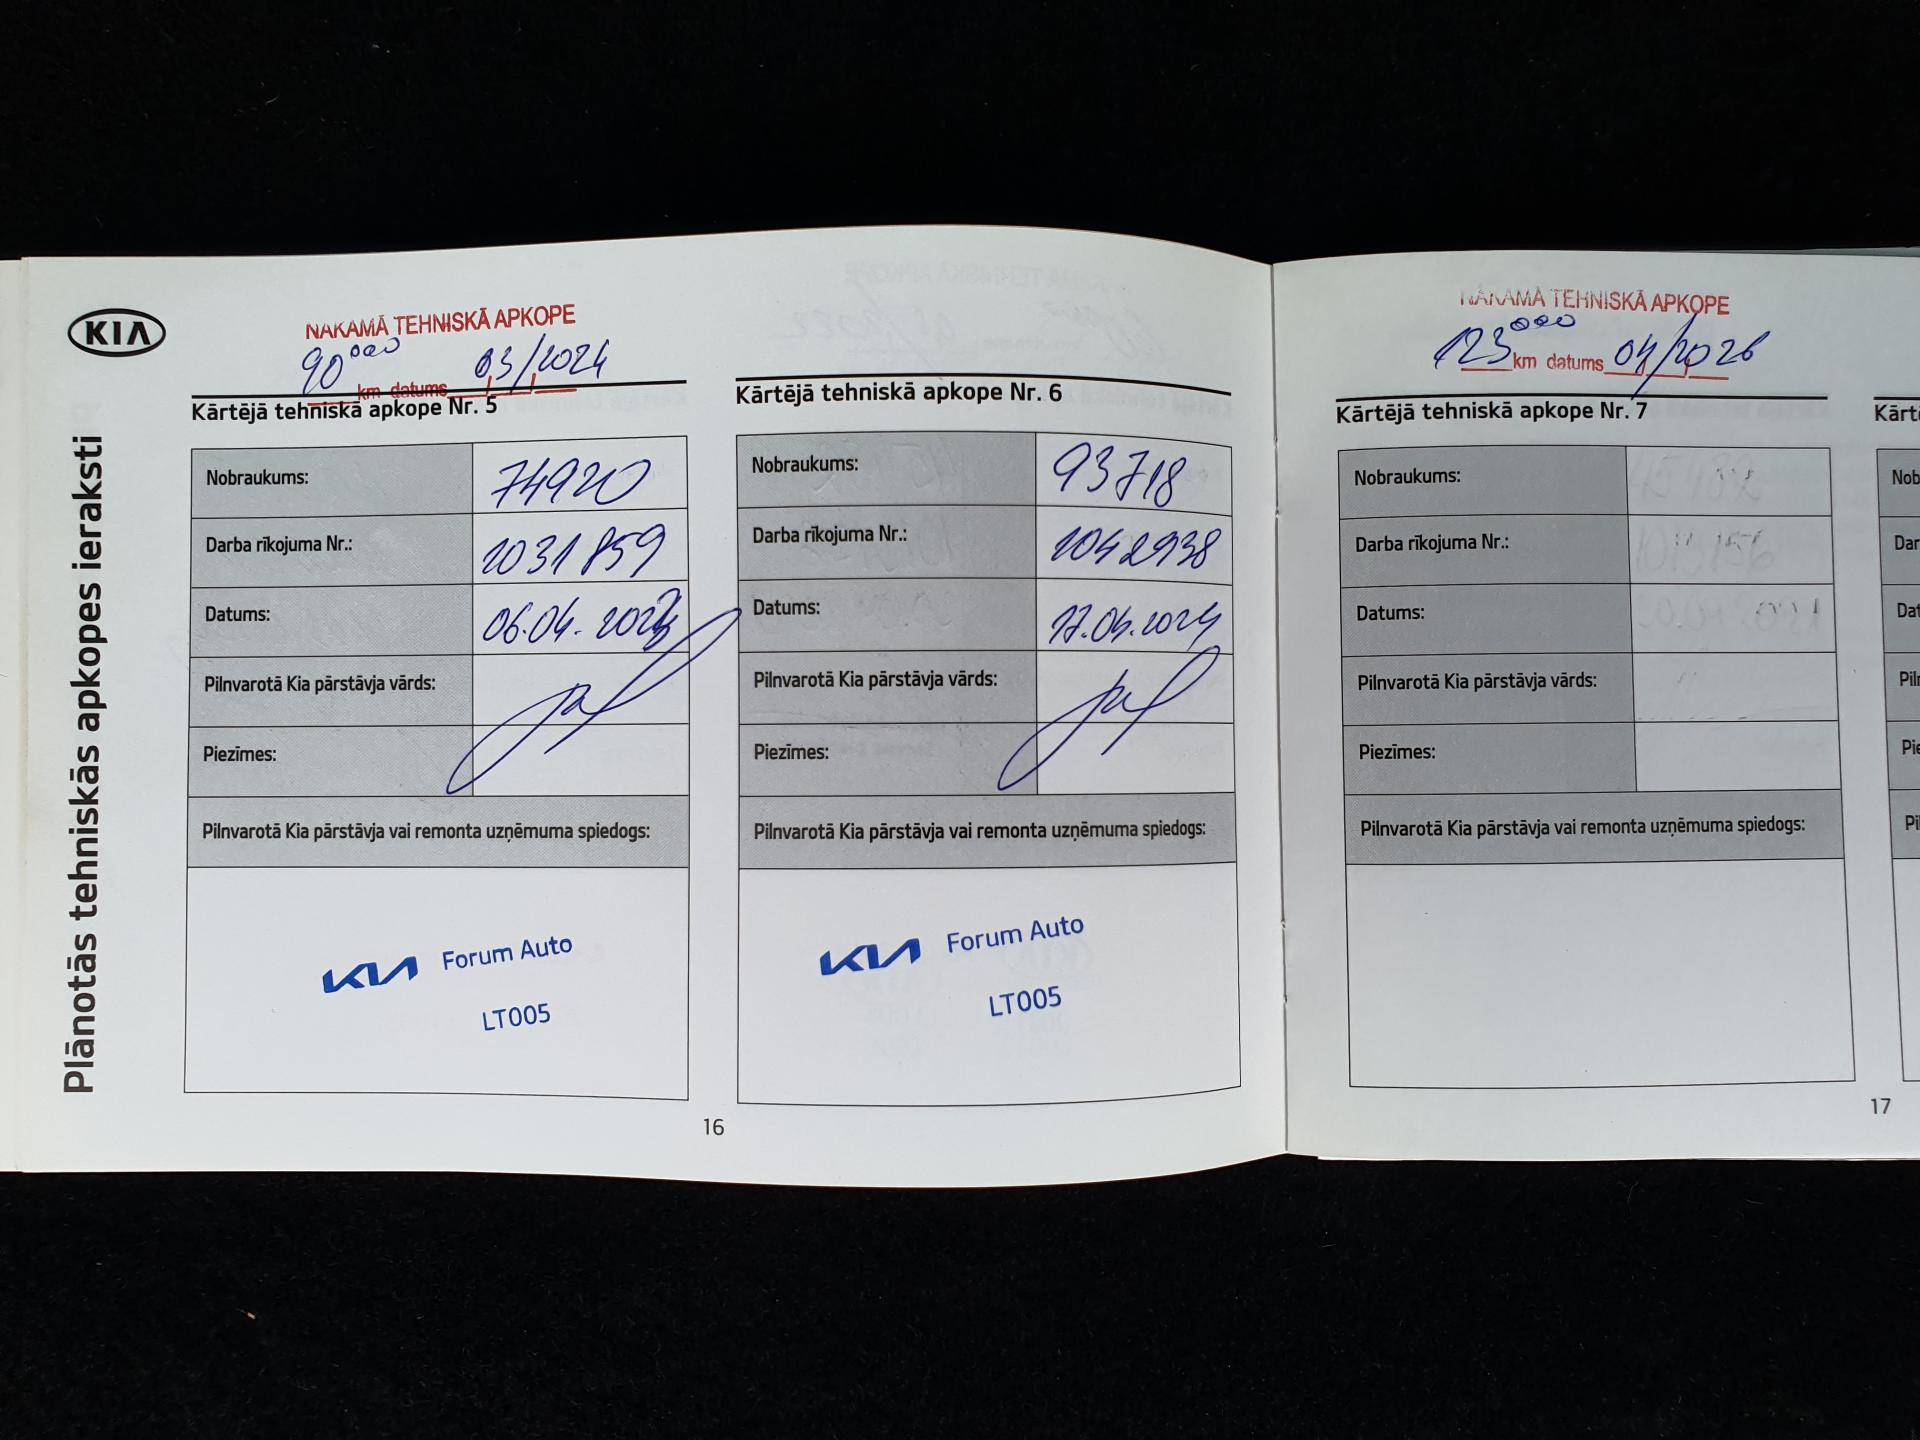 KIA
Plānotās tehniskās apkopes ieraksti
NĀKAMĀ TEHNISKĀ APKOPE
90 000 km datums 03/2024
Kārtējā tehniskā apkope Nr. 5
Nobraukums: 74920
Darba rīkojuma Nr.: 1031859
Datums: 06.04.2023
Pilnvarotā Kia pārstāvja vārds:
Piezīmes:
Pilnvarotā Kia pārstāvja vai remonta uzņēmuma spiedogs:
KIA Forum Auto
LT005
Kārtējā tehniskā apkope Nr. 6
Nobraukums: 93718
Darba rīkojuma Nr.: 1042938
Datums: 17.04.2024
Pilnvarotā Kia pārstāvja vārds:
Piezīmes:
Pilnvarotā Kia pārstāvja vai remonta uzņēmuma spiedogs:
KIA Forum Auto
LT005
16
NĀKAMĀ TEHNISKĀ APKOPE
123 000 km datums 04/2026
Kārtējā tehniskā apkope Nr. 7
Nobraukums:
Darba rīkojuma Nr.:
Datums:
Pilnvarotā Kia pārstāvja vārds:
Piezīmes:
Pilnvarotā Kia pārstāvja vai remonta uzņēmuma spiedogs:
17